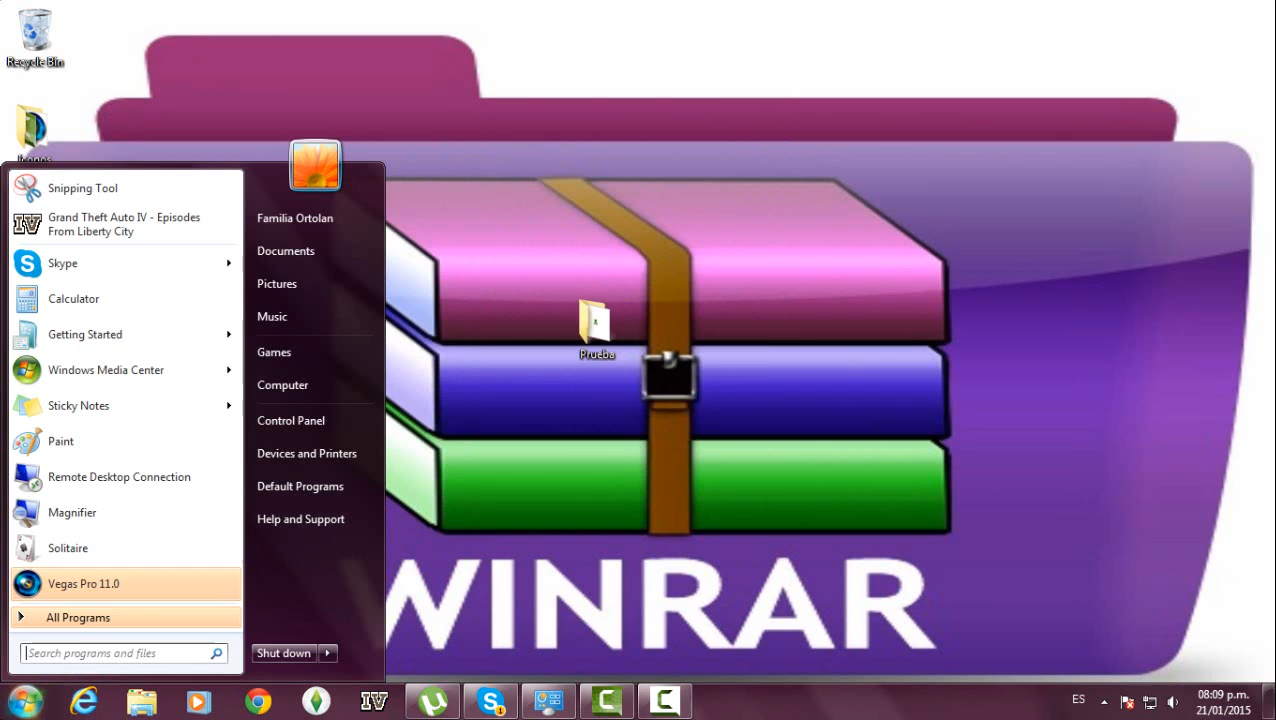 Recycle Bin
Iconos
Snipping Tool
Grand Theft Auto IV - Episodes
From Liberty City
Skype
Calculator
Getting Started
Windows Media Center
Sticky Notes
Paint
Remote Desktop Connection
Magnifier
Solitaire
Vegas Pro 11.0
All Programs
Search programs and files
Familia Ortolan
Documents
Pictures
Music
Games
Computer
Control Panel
Devices and Printers
Default Programs
Help and Support
Shut down
Prueba
WINRAR
IV
ES
08:09 p.m.
21/01/2015